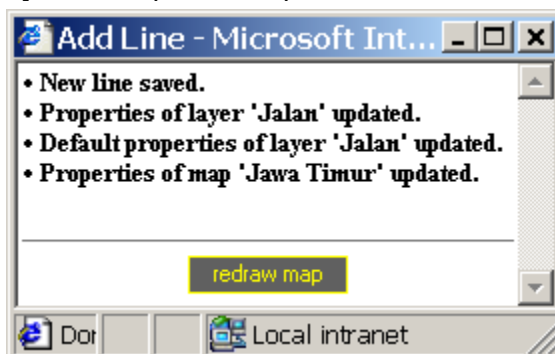 Add Line - Microsoft Int...
• New line saved.
• Properties of layer 'Jalan' updated.
• Default properties of layer 'Jalan' updated.
• Properties of map 'Jawa Timur' updated.
redraw map
Local intranet